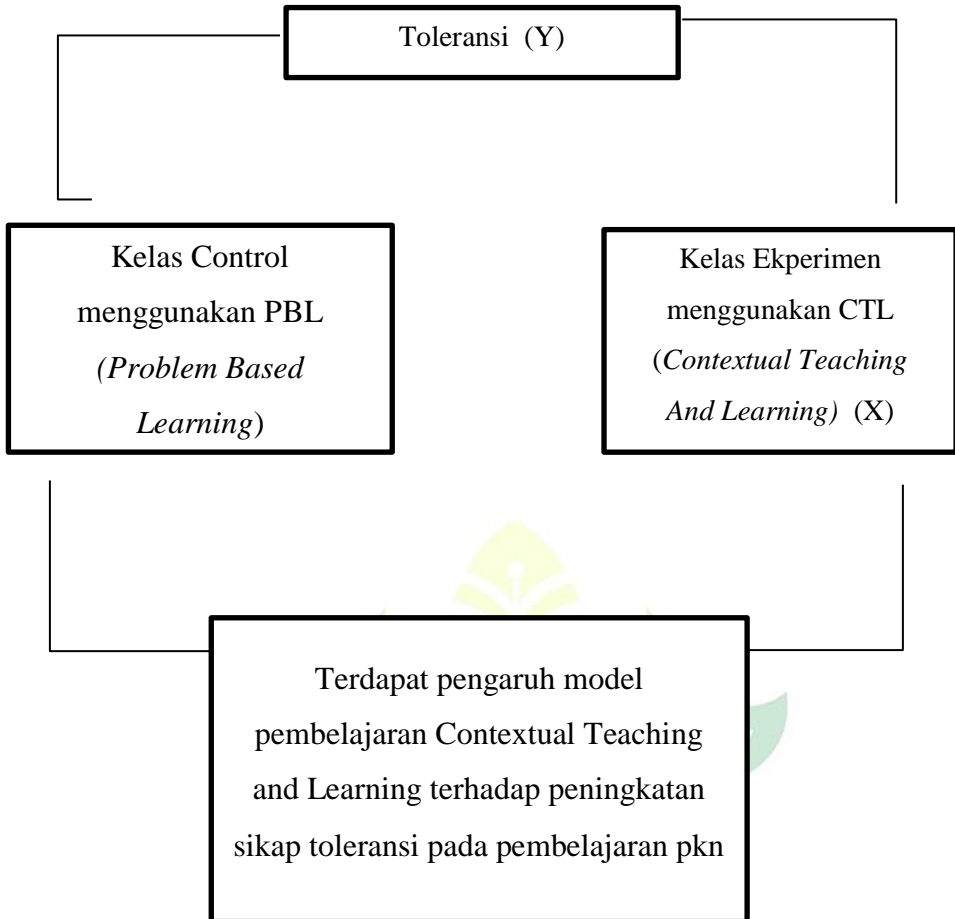 Toleransi (Y)
Kelas Control
menggunakan PBL
(Problem Based
Learning)
Kelas Ekperimen
menggunakan CTL
(Contextual Teaching
And Learning) (X)
Terdapat pengaruh model
pembelajaran Contextual Teaching
and Learning terhadap peningkatan
sikap toleransi pada pembelajaran pkn